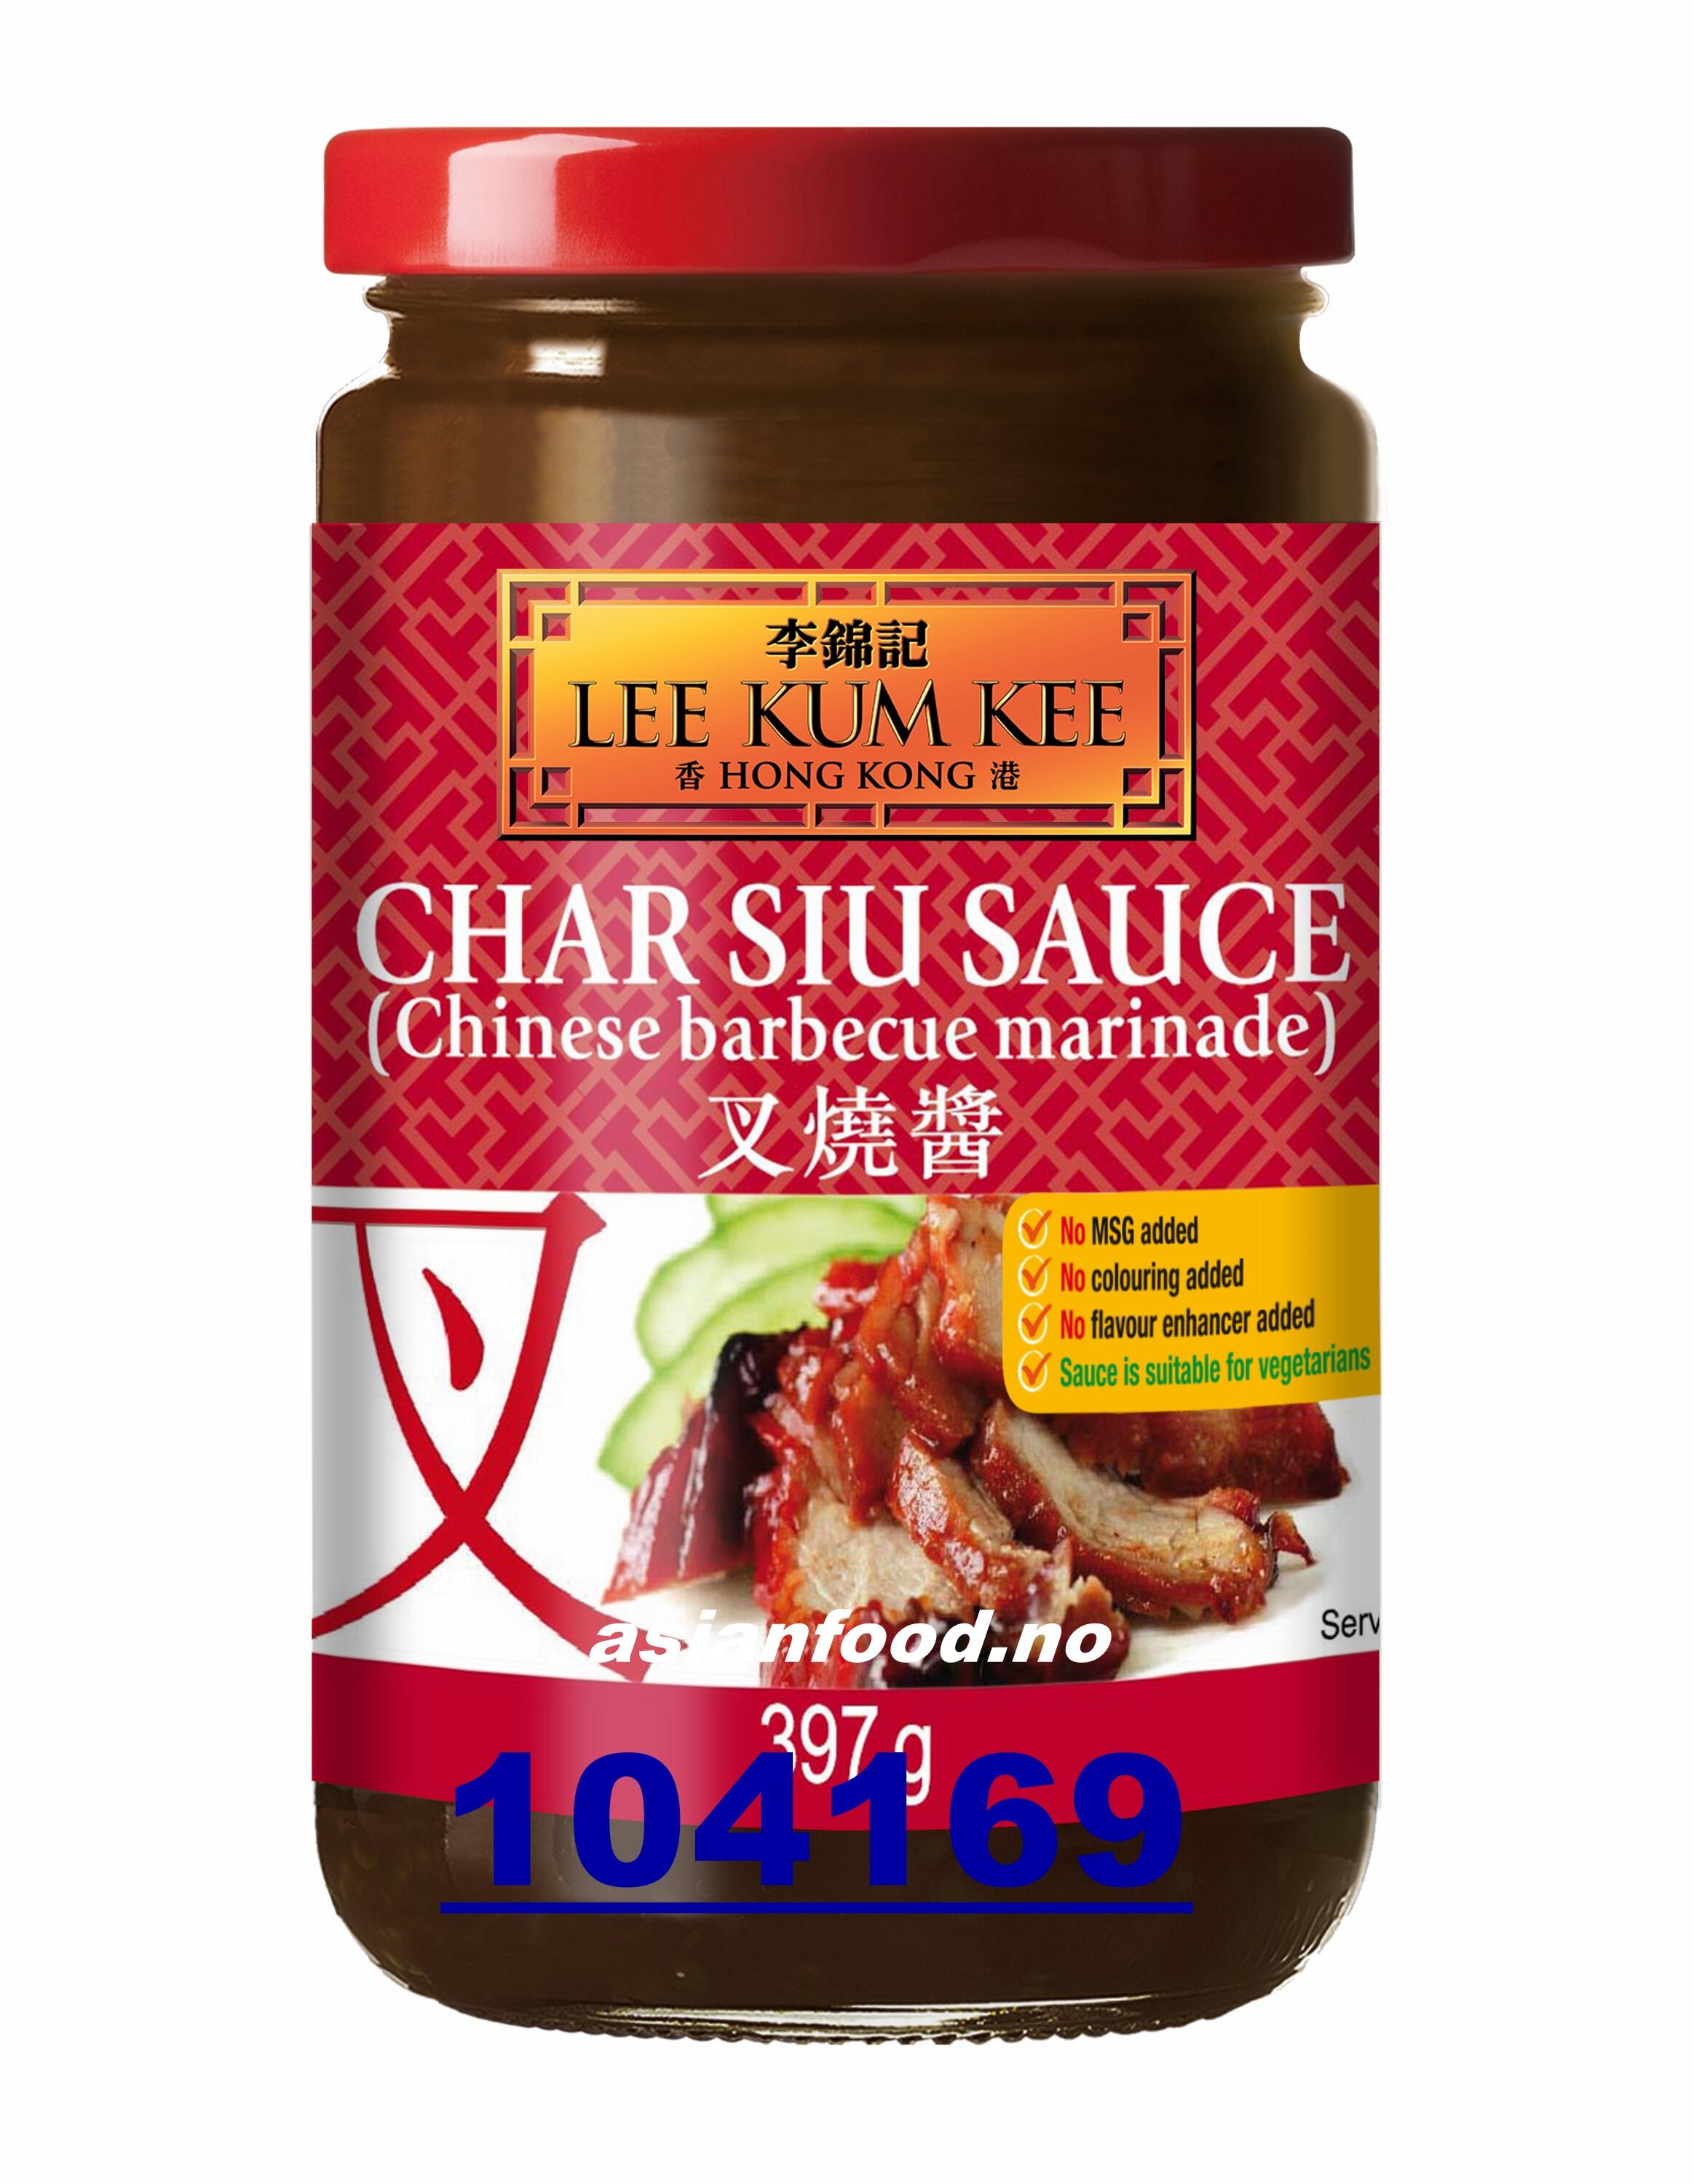 李錦記
LEE KUM KEE
香 HONG KONG 港
CHAR SIU SAUCE
(Chinese barbecue marinade)
叉燒醬
No MSG added
No colouring added
No flavour enhancer added
Sauce is suitable for vegetarians
叉
Serv
asianfood.no
397 g
104169